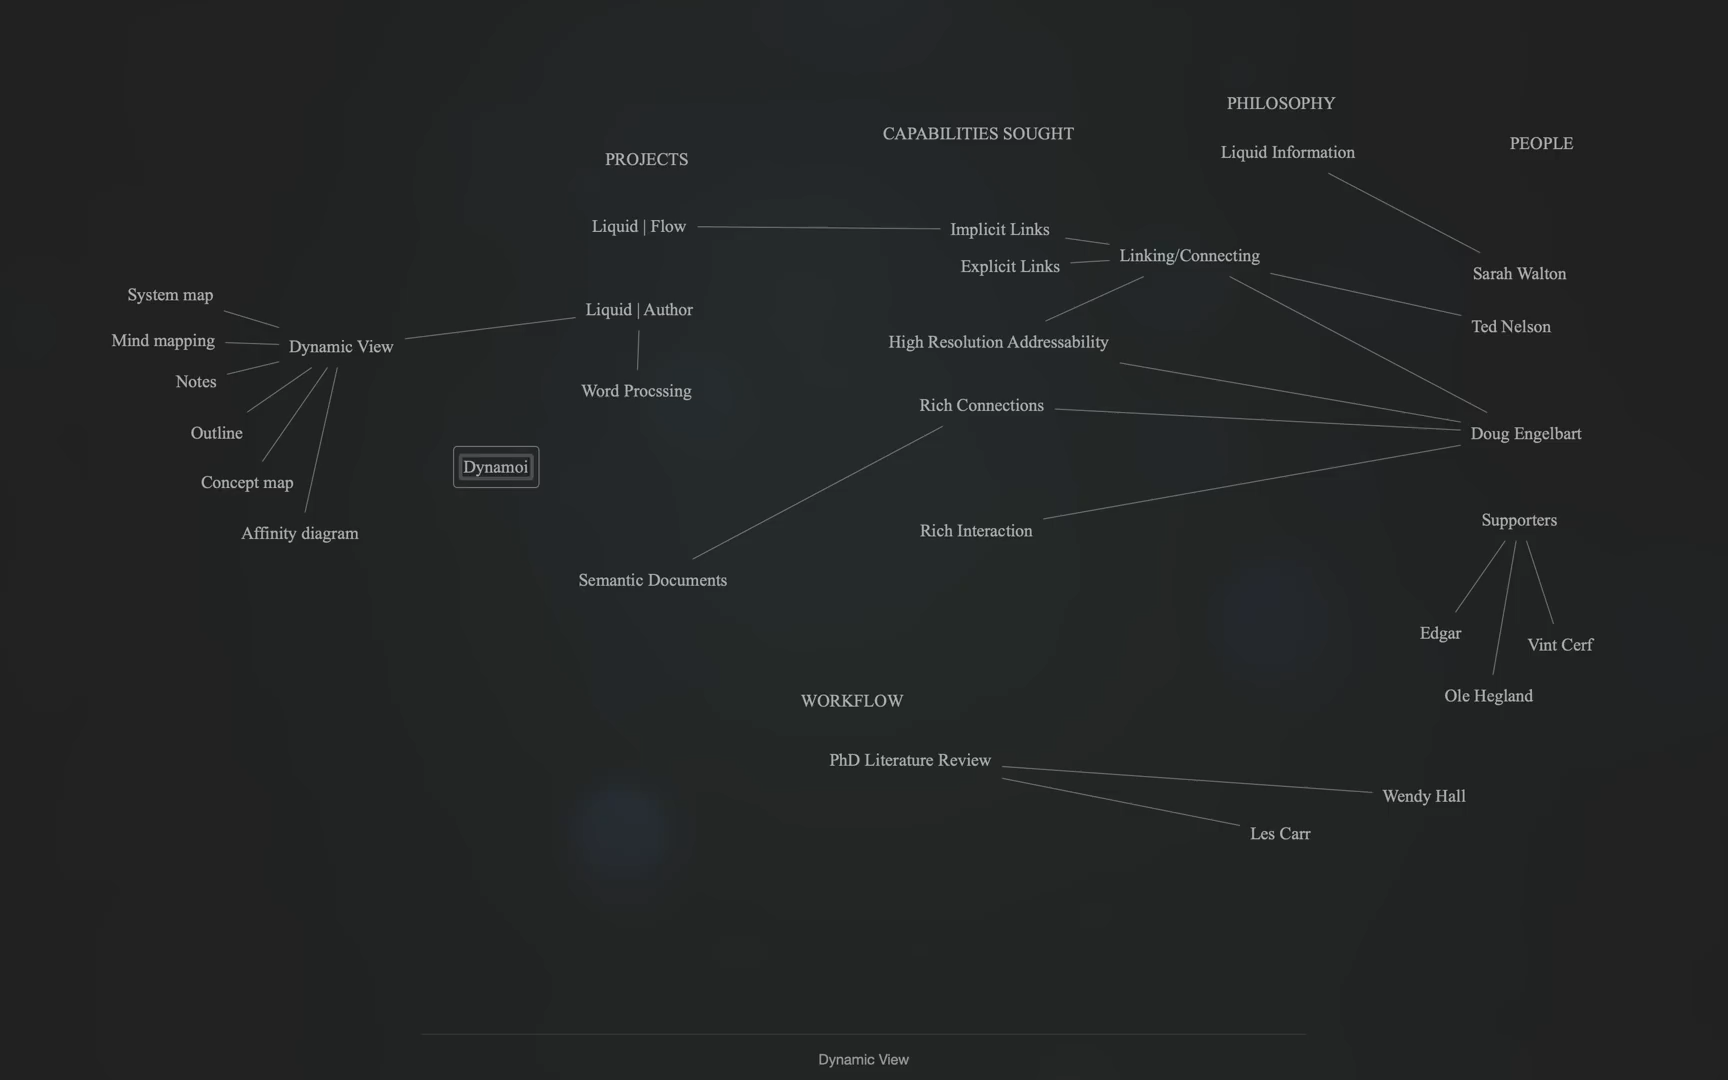 PHILOSOPHY
CAPABILITIES SOUGHT
PEOPLE
Liquid Information
PROJECTS
Liquid | Flow
Implicit Links
Linking/Connecting
Explicit Links
Sarah Walton
System map
Liquid | Author
Ted Nelson
Mind mapping
Dynamic View
High Resolution Addressability
Notes
Word Procssing
Rich Connections
Outline
Doug Engelbart
Dynamoi
Concept map
Supporters
Affinity diagram
Rich Interaction
Semantic Documents
Edgar
Vint Cerf
Ole Hegland
WORKFLOW
PhD Literature Review
Wendy Hall
Les Carr
Dynamic View